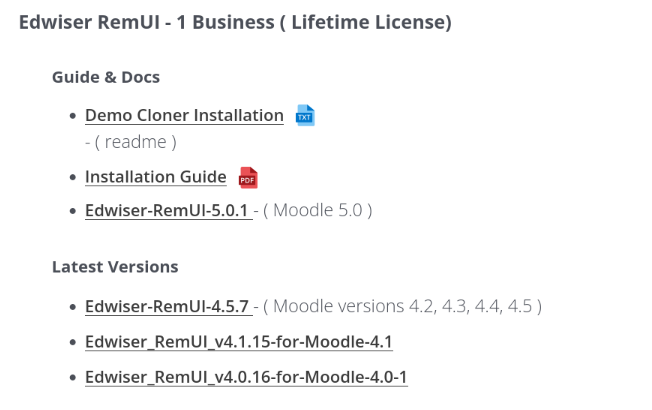 Edwiser RemUI - 1 Business ( Lifetime License)
Guide & Docs
Demo Cloner Installation TXT
- ( readme )
Installation Guide PDF
Edwiser-RemUI-5.0.1 - ( Moodle 5.0 )
Latest Versions
Edwiser-RemUI-4.5.7 - ( Moodle versions 4.2, 4.3, 4.4, 4.5 )
Edwiser_RemUI_v4.1.15-for-Moodle-4.1
Edwiser_RemUI_v4.0.16-for-Moodle-4.0-1